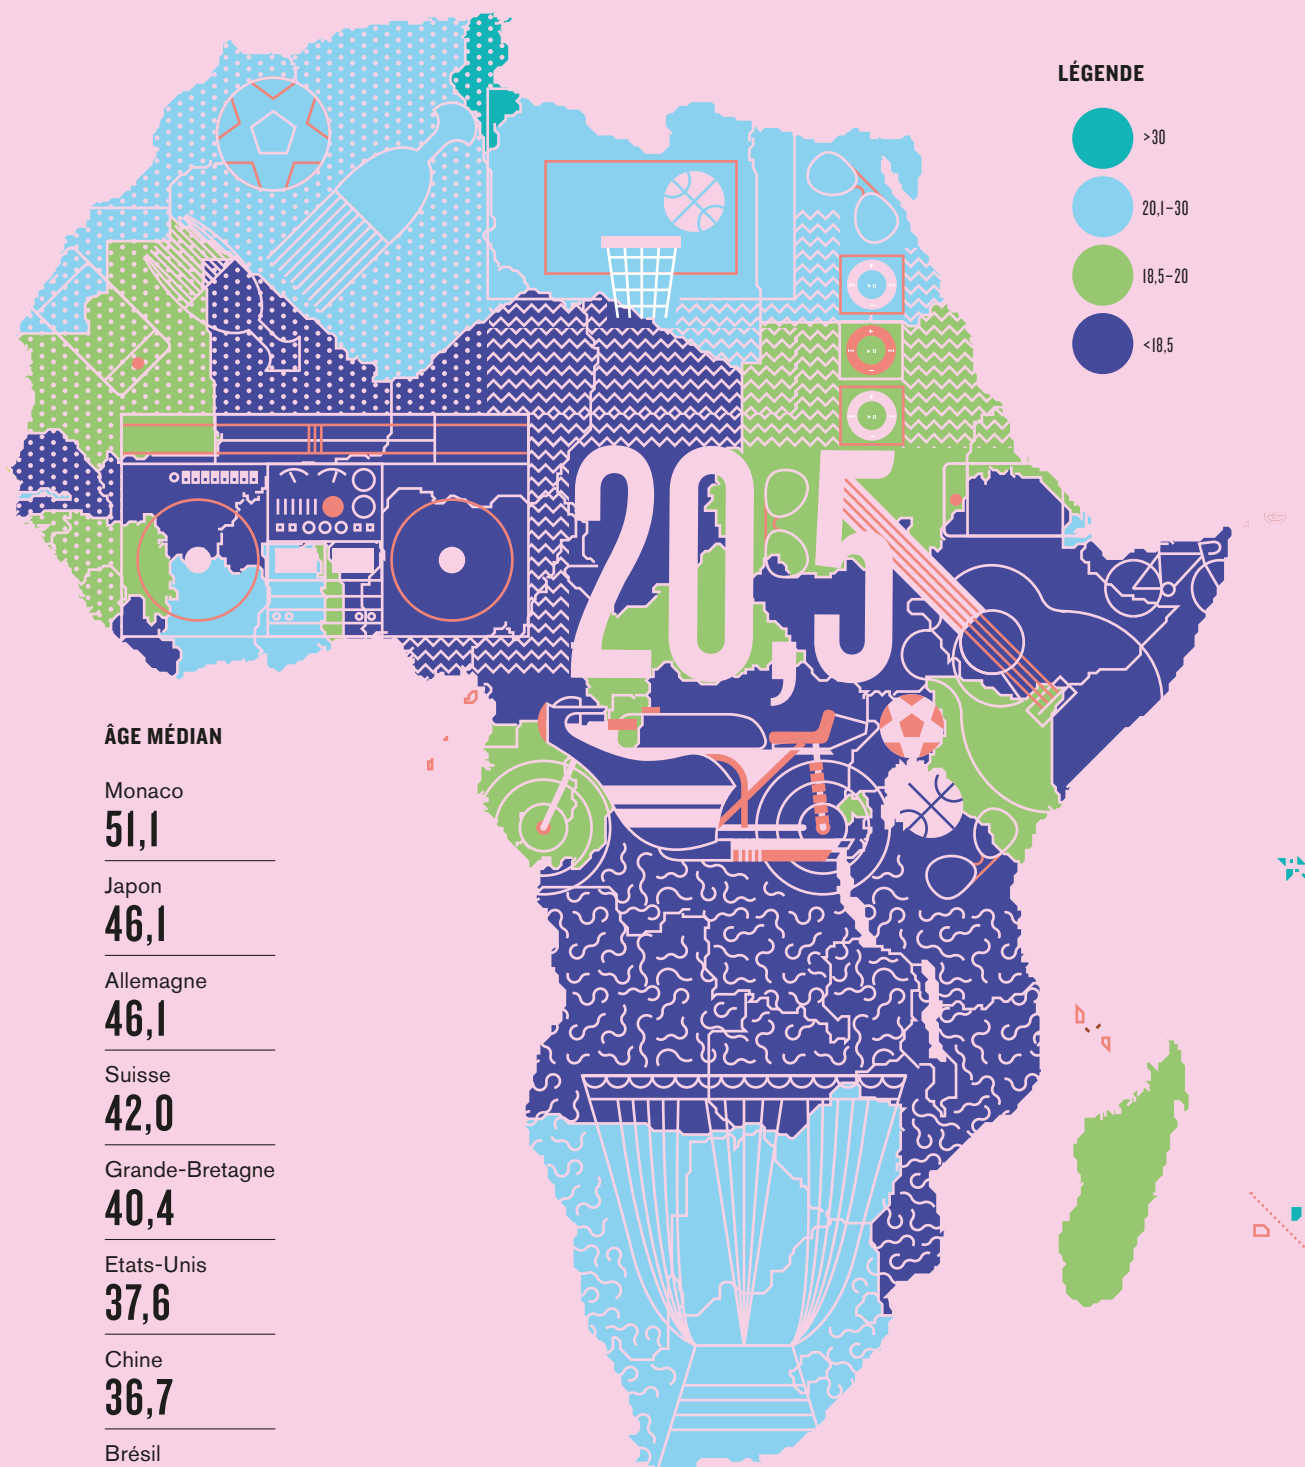 LÉGENDE
>30
20,1–30
18,5–20
<18,5
20,5
ÂGE MÉDIAN
Monaco
51,1
Japon
46,1
Allemagne
46,1
Suisse
42,0
Grande-Bretagne
40,4
Etats-Unis
37,6
Chine
36,7
Brésil